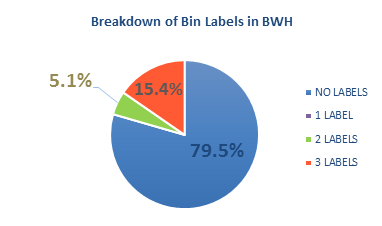 Breakdown of Bin Labels in BWH
5.1%
15.4%
79.5%
NO LABELS
1 LABEL
2 LABELS
3 LABELS